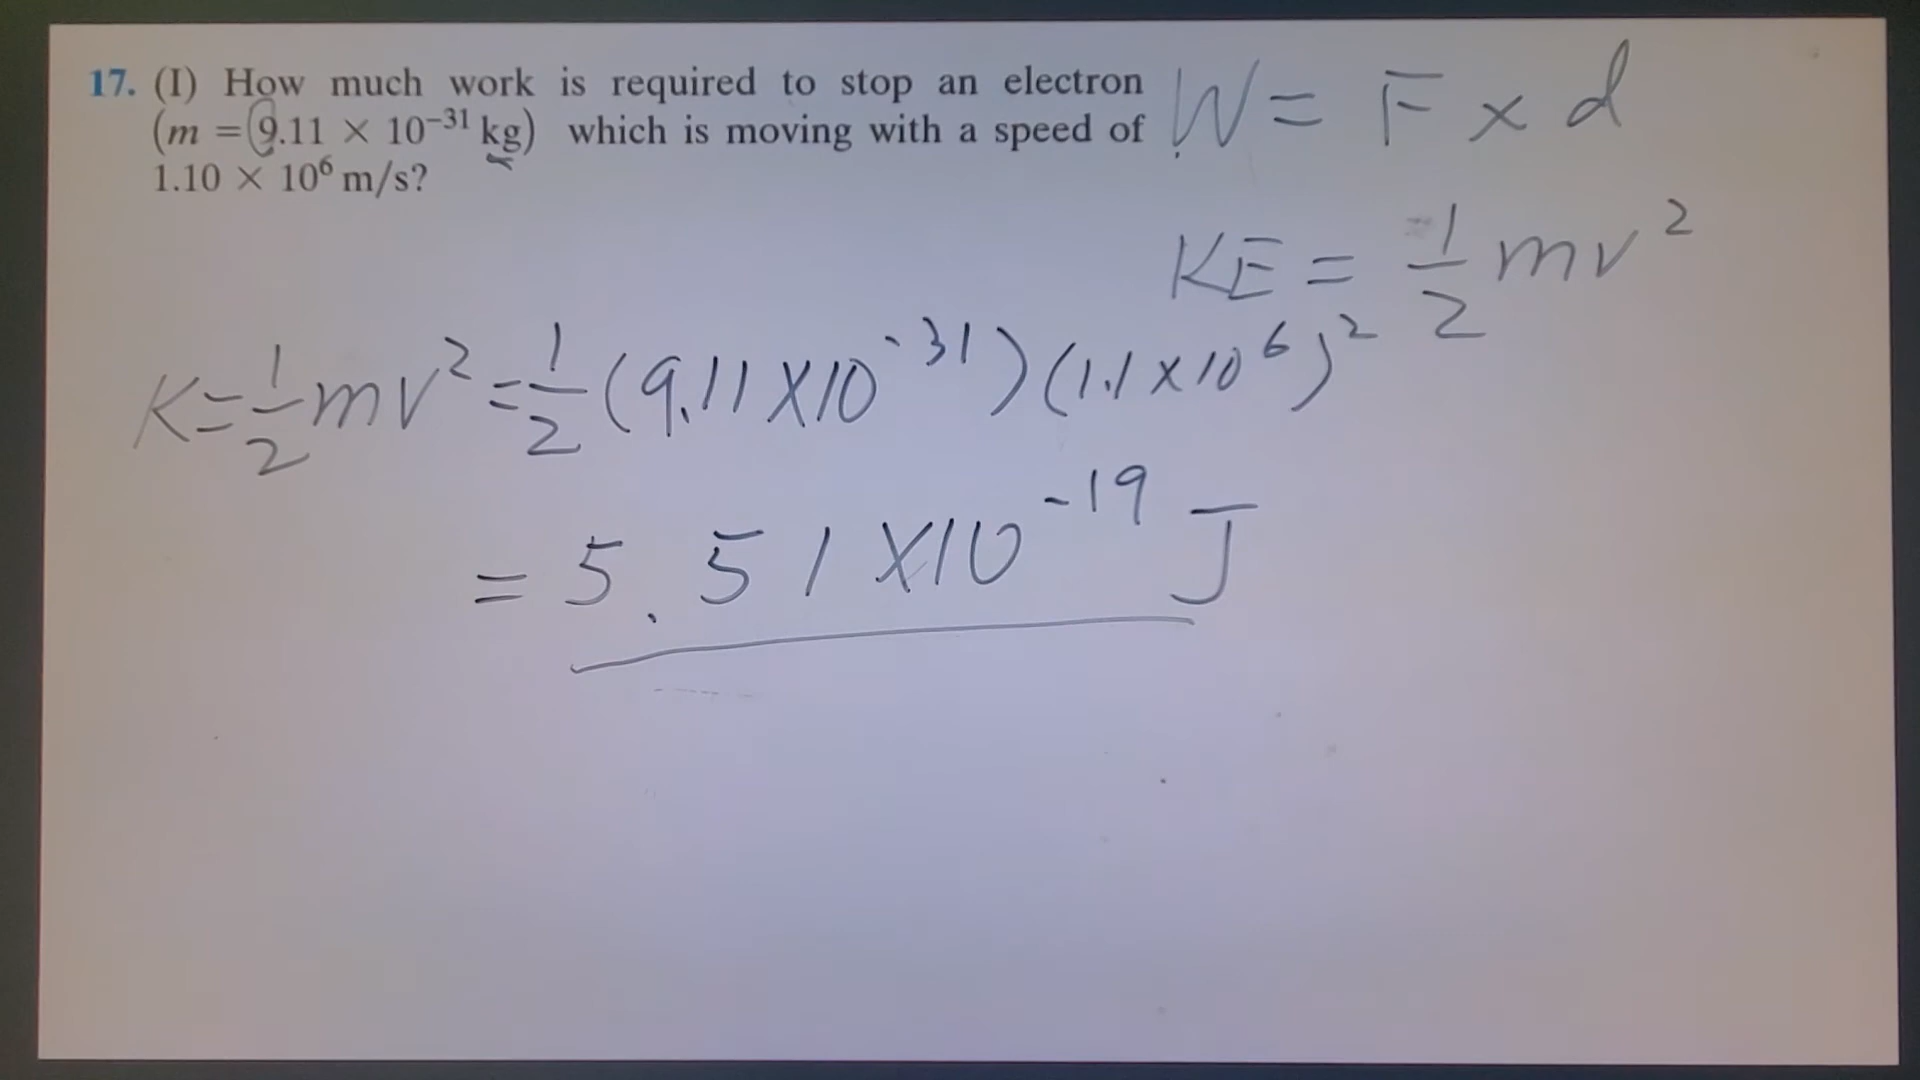 17. (I) How much work is required to stop an electron
(m = 9.11 × 10⁻³¹ kg) which is moving with a speed of
1.10 × 10⁶ m/s?
W = F x d
KE = 1/2 mv²
K = 1/2 mv² = 1/2 (9.11 X 10⁻³¹) (1.1 x 10⁶)²
= 5.51 X 10⁻¹⁹ J